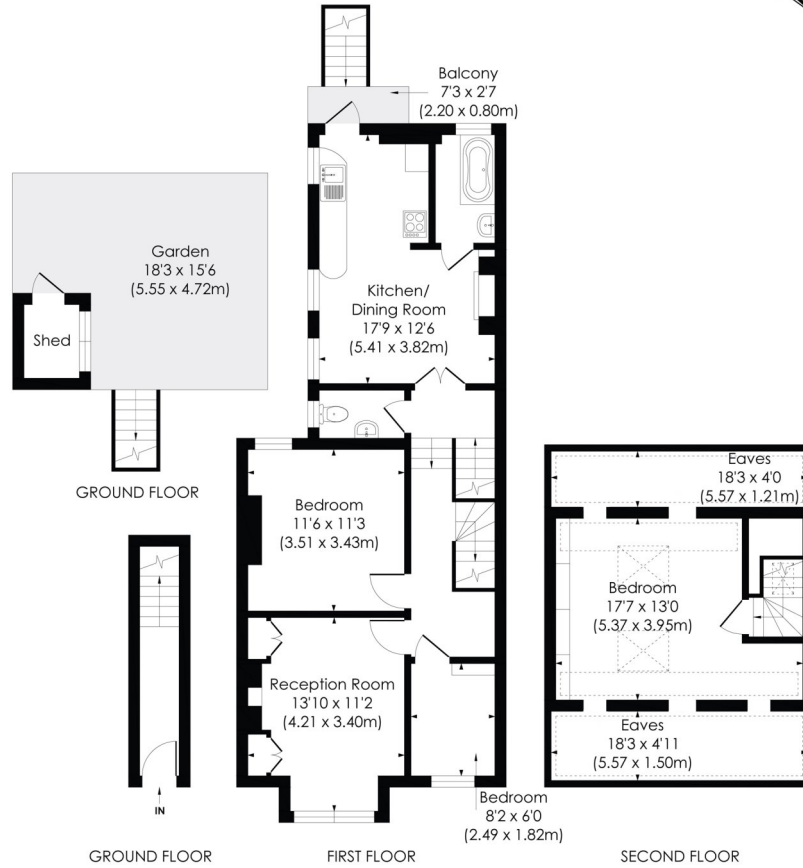 Balcony
7'3 x 2'7
(2.20 x 0.80m)
Garden
18'3 x 15'6
(5.55 x 4.72m)
Shed
GROUND FLOOR
Kitchen/
Dining Room
17'9 x 12'6
(5.41 x 3.82m)
Bedroom
11'6 x 11'3
(3.51 x 3.43m)
Reception Room
13'10 x 11'2
(4.21 x 3.40m)
Bedroom
8'2 x 6'0
(2.49 x 1.82m)
Eaves
18'3 x 4'0
(5.57 x 1.21m)
Bedroom
17'7 x 13'0
(5.37 x 3.95m)
Eaves
18'3 x 4'11
(5.57 x 1.50m)
IN
GROUND FLOOR
FIRST FLOOR
SECOND FLOOR